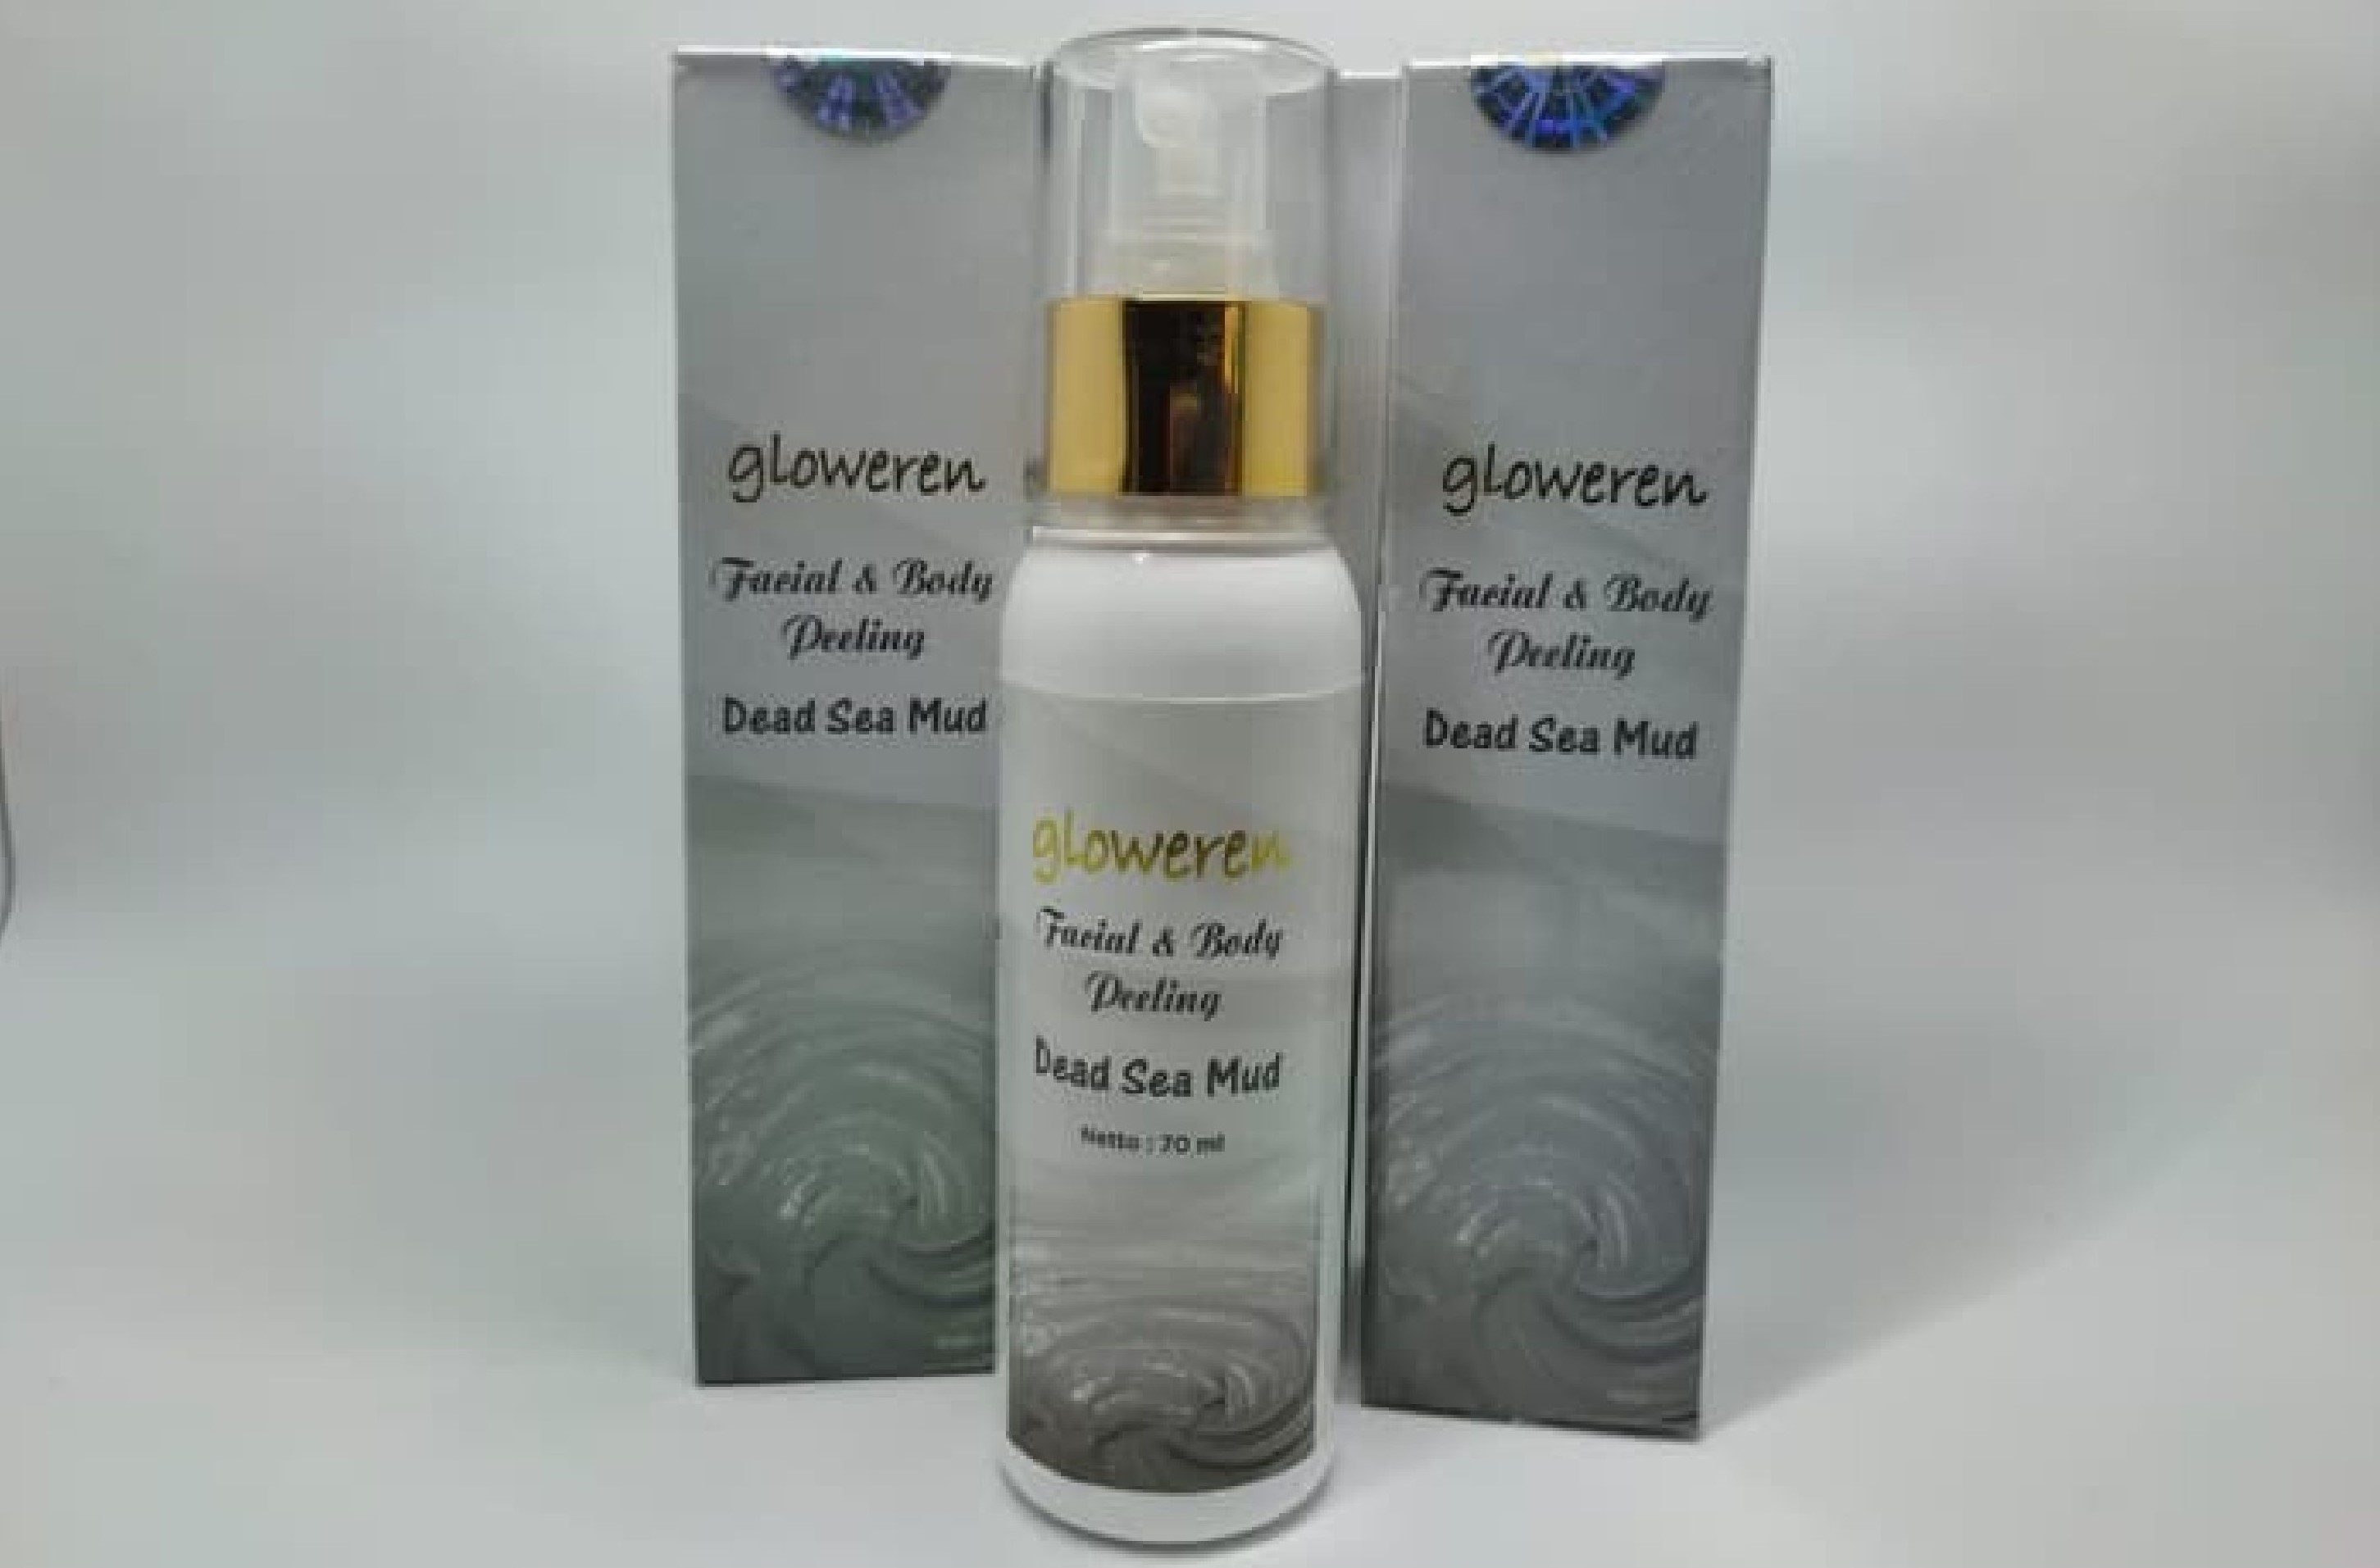 gloweren
Facial & Body
Peeling
Dead Sea Mud
gloweren
Facial & Body
Peeling
Dead Sea Mud
Netto : 70 ml
gloweren
Facial & Body
Peeling
Dead Sea Mud